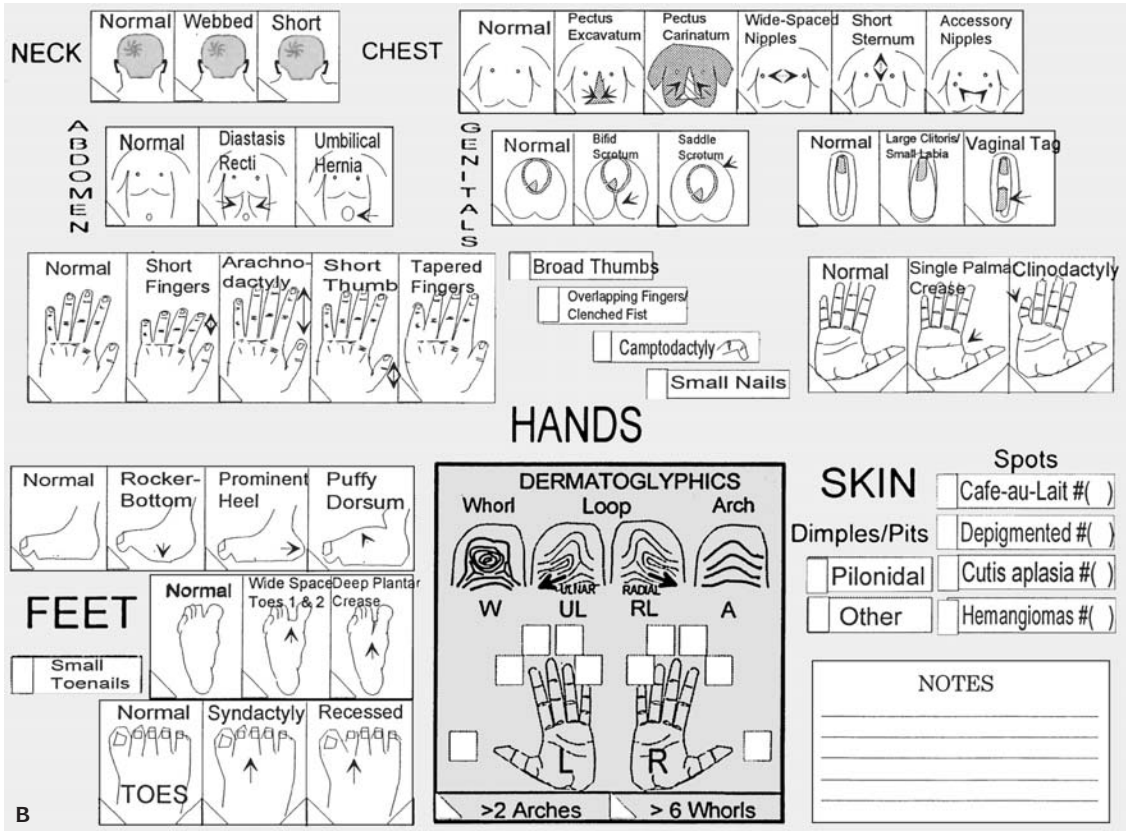 NECK
Normal
Webbed
Short
CHEST
Normal
Pectus
Excavatum
Pectus
Carinatum
Wide-Spaced
Nipples
Short
Sternum
Accessory
Nipples
ABDOMEN
Normal
Diastasis
Recti
Umbilical
Hernia
GENITALS
Normal
Bifid
Scrotum
Saddle
Scrotum
Normal
Large Clitoris/
Small Labia
Vaginal Tag
Normal
Short
Fingers
Arachno-
dactyly
Short
Thumb
Tapered
Fingers
Broad Thumbs
Overlapping Fingers/
Clenched Fist
Camptodactyly
Small Nails
Normal
Single Palma
Crease
Clinodactyly
HANDS
Normal
Rocker-
Bottom
Prominent
Heel
Puffy
Dorsum
FEET
Small
Toenails
Normal
Wide Space
Toes 1 & 2
Deep Plantar
Crease
Normal
Syndactyly
Recessed
TOES
DERMATOGLYPHICS
Whorl
Loop
Arch
ULNAR
RADIAL
W
UL
RL
A
L
R
>2 Arches
> 6 Whorls
SKIN
Spots
Cafe-au-Lait #( )
Depigmented #( )
Cutis aplasia #( )
Hemangiomas #( )
Dimples/Pits
Pilonidal
Other
NOTES
B